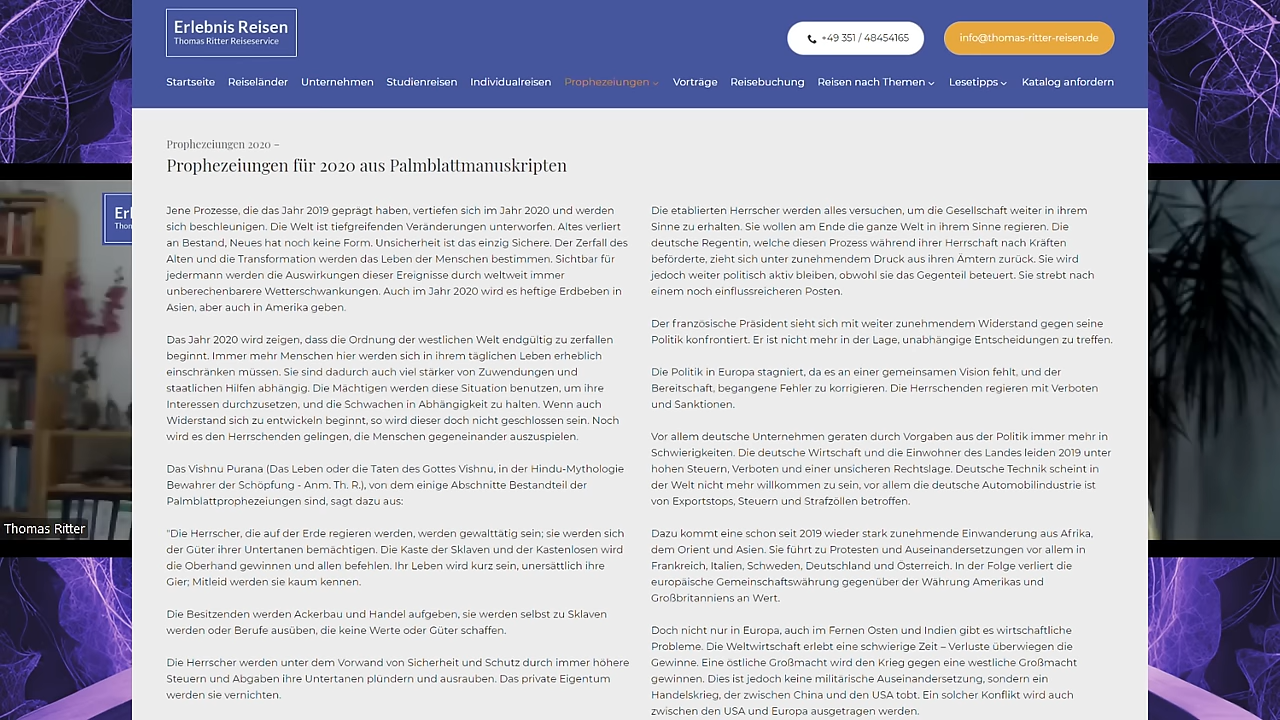 Erlebnis Reisen
Thomas Ritter Reiseservice
+49 351 / 48454165
info@thomas-ritter-reisen.de
Startseite Reiseländer Unternehmen Studienreisen Individualreisen Prophezeiungen Vorträge Reisebuchung Reisen nach Themen Lesetipps Katalog anfordern
Prophezeiungen 2020 –
Prophezeiungen für 2020 aus Palmblattmanuskripten
Jene Prozesse, die das Jahr 2019 geprägt haben, vertiefen sich im Jahr 2020 und werden
sich beschleunigen. Die Welt ist tiefgreifenden Veränderungen unterworfen. Altes verliert
an Bestand, Neues hat noch keine Form. Unsicherheit ist das einzig Sichere. Der Zerfall des
Alten und die Transformation werden das Leben der Menschen bestimmen. Sichtbar für
jedermann werden die Auswirkungen dieser Ereignisse durch weltweit immer
unberechenbarere Wetterschwankungen. Auch im Jahr 2020 wird es heftige Erdbeben in
Asien, aber auch in Amerika geben.
Das Jahr 2020 wird zeigen, dass die Ordnung der westlichen Welt endgültig zu zerfallen
beginnt. Immer mehr Menschen hier werden sich in ihrem täglichen Leben erheblich
einschränken müssen. Sie sind dadurch auch viel stärker von Zuwendungen und
staatlichen Hilfen abhängig. Die Mächtigen werden diese Situation benutzen, um ihre
Interessen durchzusetzen, und die Schwachen in Abhängigkeit zu halten. Wenn auch
Widerstand sich zu entwickeln beginnt, so wird dieser doch nicht geschlossen sein. Noch
wird es den Herrschenden gelingen, die Menschen gegeneinander auszuspielen.
Das Vishnu Purana (Das Leben oder die Taten des Gottes Vishnu, in der Hindu-Mythologie
Bewahrer der Schöpfung - Anm. Th. R.), von dem einige Abschnitte Bestandteil der
Palmblattprophezeiungen sind, sagt dazu aus:
"Die Herrscher, die auf der Erde regieren werden, werden gewalttätig sein; sie werden sich
der Güter ihrer Untertanen bemächtigen. Die Kaste der Sklaven und der Kastenlosen wird
die Oberhand gewinnen und allen befehlen. Ihr Leben wird kurz sein, unersättlich ihre
Gier; Mitleid werden sie kaum kennen.
Die Besitzenden werden Ackerbau und Handel aufgeben, sie werden selbst zu Sklaven
werden oder Berufe ausüben, die keine Werte oder Güter schaffen.
Die Herrscher werden unter dem Vorwand von Sicherheit und Schutz durch immer höhere
Steuern und Abgaben ihre Untertanen plündern und ausrauben. Das private Eigentum
werden sie vernichten.
Die etablierten Herrscher werden alles versuchen, um die Gesellschaft weiter in ihrem
Sinne zu erhalten. Sie wollen am Ende die ganze Welt in ihrem Sinne regieren. Die
deutsche Regentin, welche diesen Prozess während ihrer Herrschaft nach Kräften
beförderte, zieht sich unter zunehmendem Druck aus ihren Ämtern zurück. Sie wird
jedoch weiter politisch aktiv bleiben, obwohl sie das Gegenteil beteuert. Sie strebt nach
einem noch einflussreicheren Posten.
Der französische Präsident sieht sich mit weiter zunehmendem Widerstand gegen seine
Politik konfrontiert. Er ist nicht mehr in der Lage, unabhängige Entscheidungen zu treffen.
Die Politik in Europa stagniert, da es an einer gemeinsamen Vision fehlt, und der
Bereitschaft, begangene Fehler zu korrigieren. Die Herrschenden regieren mit Verboten
und Sanktionen.
Vor allem deutsche Unternehmen geraten durch Vorgaben aus der Politik immer mehr in
Schwierigkeiten. Die deutsche Wirtschaft und die Einwohner des Landes leiden 2019 unter
hohen Steuern, Verboten und einer unsicheren Rechtslage. Deutsche Technik scheint in
der Welt nicht mehr willkommen zu sein, vor allem die deutsche Automobilindustrie ist
von Exportstops, Steuern und Strafzöllen betroffen.
Dazu kommt eine schon seit 2019 wieder stark zunehmende Einwanderung aus Afrika,
dem Orient und Asien. Sie führt zu Protesten und Auseinandersetzungen vor allem in
Frankreich, Italien, Schweden, Deutschland und Österreich. In der Folge verliert die
europäische Gemeinschaftswährung gegenüber der Währung Amerikas und
Großbritanniens an Wert.
Doch nicht nur in Europa, auch im Fernen Osten und Indien gibt es wirtschaftliche
Probleme. Die Weltwirtschaft erlebt eine schwierige Zeit – Verluste überwiegen die
Gewinne. Eine östliche Großmacht wird den Krieg gegen eine westliche Großmacht
gewinnen. Dies ist jedoch keine militärische Auseinandersetzung, sondern ein
Handelskrieg, der zwischen China und den USA tobt. Ein solcher Konflikt wird auch
zwischen den USA und Europa ausgetragen werden.
Thomas Ritter